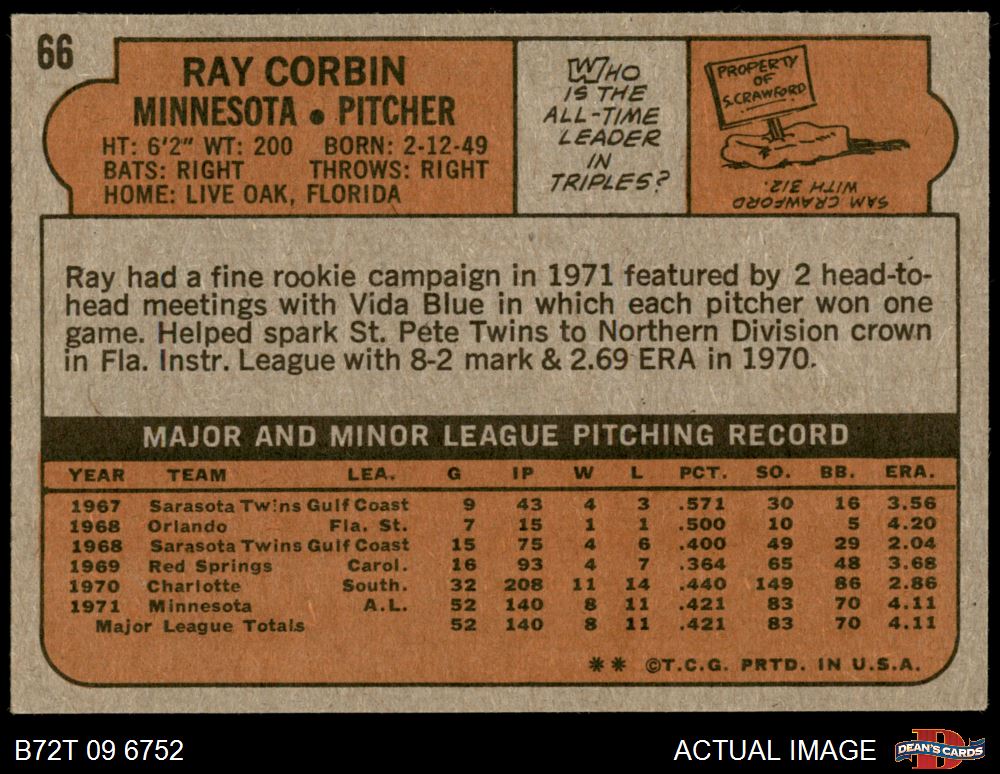 66
RAY CORBIN
MINNESOTA • PITCHER
HT: 6'2" WT: 200 BORN: 2-12-49
BATS: RIGHT THROWS: RIGHT
HOME: LIVE OAK, FLORIDA
WHO
IS THE
ALL-TIME
LEADER
IN
TRIPLES?
PROPERTY
OF
S. CRAWFORD
SAM CRAWFORD
WITH 312.
Ray had a fine rookie campaign in 1971 featured by 2 head-to-
head meetings with Vida Blue in which each pitcher won one
game. Helped spark St. Pete Twins to Northern Division crown
in Fla. Instr. League with 8-2 mark & 2.69 ERA in 1970.
MAJOR AND MINOR LEAGUE PITCHING RECORD
YEAR TEAM LEA. G IP W L PCT. SO. BB. ERA.
1967 Sarasota Twins Gulf Coast 9 43 4 3 .571 30 16 3.56
1968 Orlando Fla. St. 7 15 1 1 .500 10 5 4.20
1968 Sarasota Twins Gulf Coast 15 75 4 6 .400 49 29 2.04
1969 Red Springs Carol. 16 93 4 7 .364 65 48 3.68
1970 Charlotte South. 32 208 11 14 .440 149 86 2.86
1971 Minnesota A.L. 52 140 8 11 .421 83 70 4.11
Major League Totals 52 140 8 11 .421 83 70 4.11
** ©T.C.G. PRTD. IN U.S.A.
B72T 09 6752
ACTUAL IMAGE
D
DEAN'S CARDS